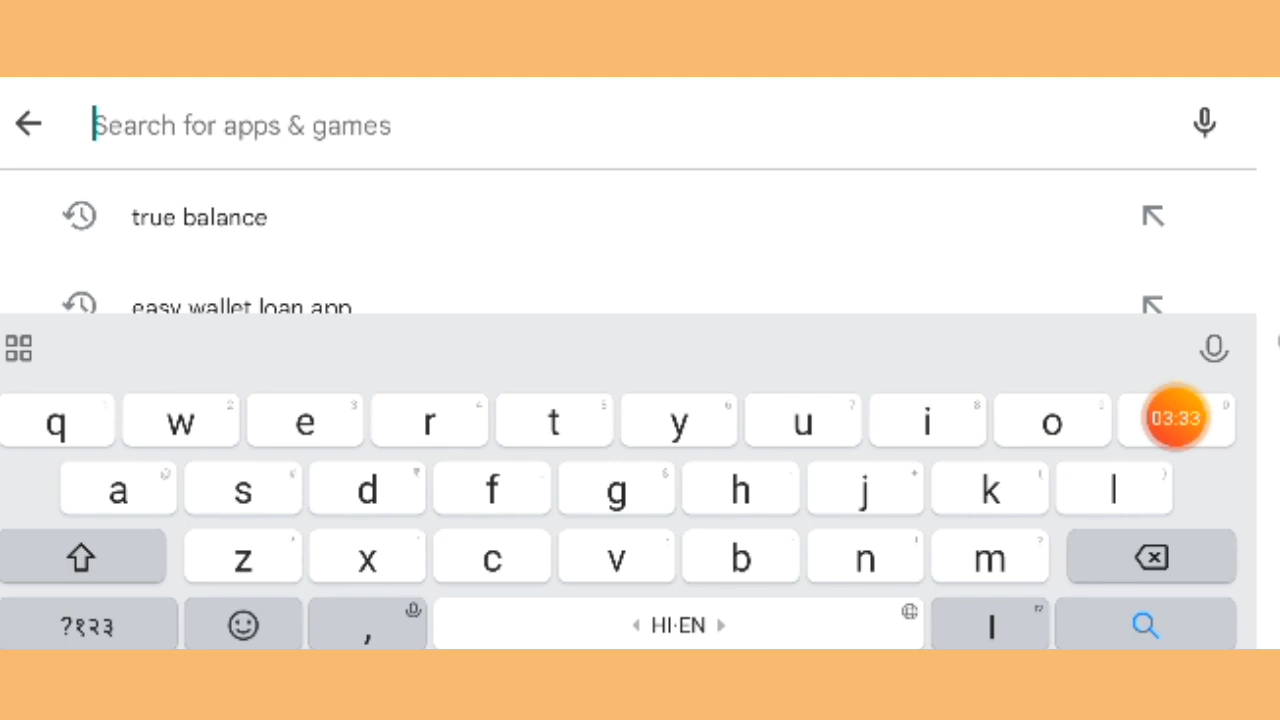 Search for apps & games
true balance
easy wallet loan app
q w e r t y u i o
03:33
a s d f g h j k l
z x c v b n m
?१२३ , HI·EN ।